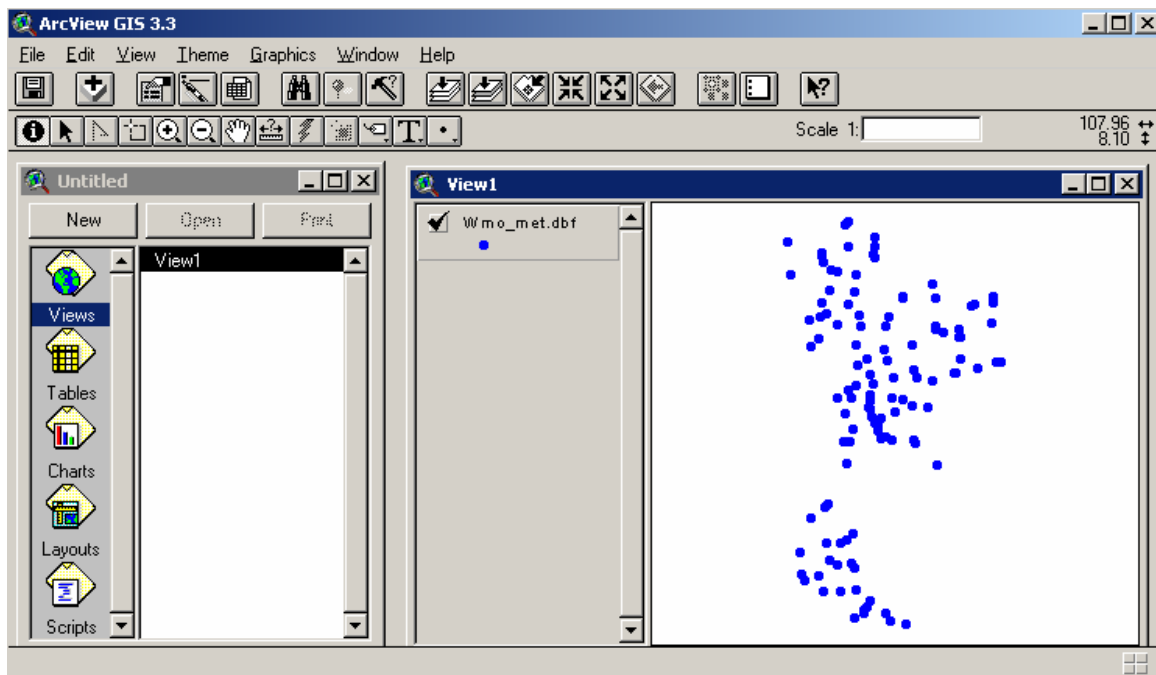 ArcView GIS 3.3
File Edit View Theme Graphics Window Help
Scale 1:
107.96
8.10
Untitled
New Open Print
Views
Tables
Charts
Layouts
Scripts
View1
View1
Wmo_met.dbf